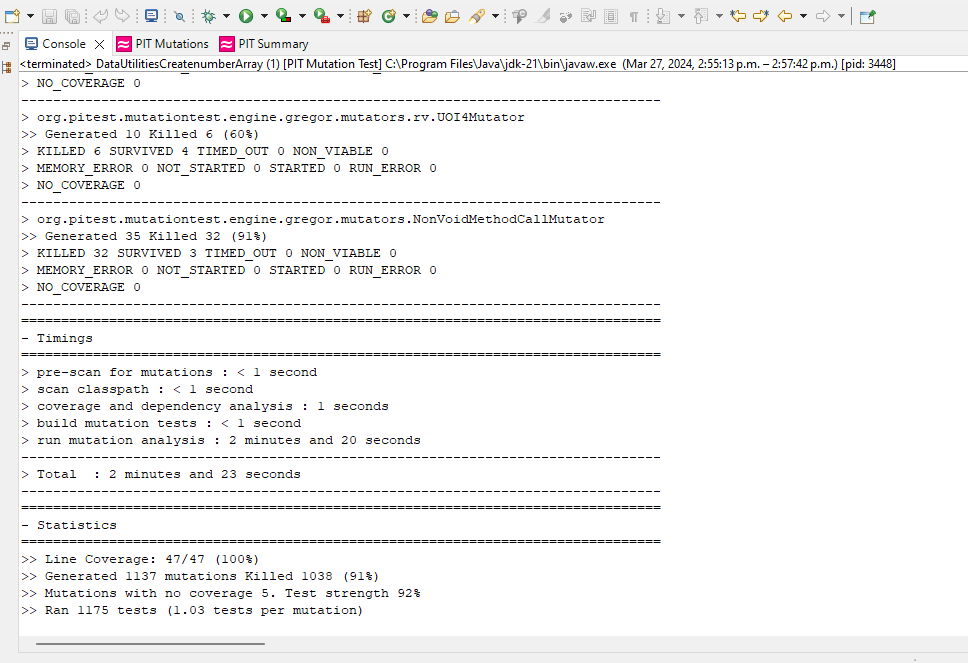 Console PIT Mutations PIT Summary
<terminated> DataUtilitiesCreatenumberArray (1) [PIT Mutation Test] C:\Program Files\Java\jdk-21\bin\javaw.exe (Mar 27, 2024, 2:55:13 p.m. – 2:57:42 p.m.) [pid: 3448]
> NO_COVERAGE 0
--------------------------------------------------------------------------------
> org.pitest.mutationtest.engine.gregor.mutators.rv.UOI4Mutator
>> Generated 10 Killed 6 (60%)
> KILLED 6 SURVIVED 4 TIMED_OUT 0 NON_VIABLE 0
> MEMORY_ERROR 0 NOT_STARTED 0 STARTED 0 RUN_ERROR 0
> NO_COVERAGE 0
--------------------------------------------------------------------------------
> org.pitest.mutationtest.engine.gregor.mutators.NonVoidMethodCallMutator
>> Generated 35 Killed 32 (91%)
> KILLED 32 SURVIVED 3 TIMED_OUT 0 NON_VIABLE 0
> MEMORY_ERROR 0 NOT_STARTED 0 STARTED 0 RUN_ERROR 0
> NO_COVERAGE 0
--------------------------------------------------------------------------------
================================================================================
- Timings
================================================================================
> pre-scan for mutations : < 1 second
> scan classpath : < 1 second
> coverage and dependency analysis : 1 seconds
> build mutation tests : < 1 second
> run mutation analysis : 2 minutes and 20 seconds
--------------------------------------------------------------------------------
> Total  : 2 minutes and 23 seconds
--------------------------------------------------------------------------------
================================================================================
- Statistics
================================================================================
>> Line Coverage: 47/47 (100%)
>> Generated 1137 mutations Killed 1038 (91%)
>> Mutations with no coverage 5. Test strength 92%
>> Ran 1175 tests (1.03 tests per mutation)